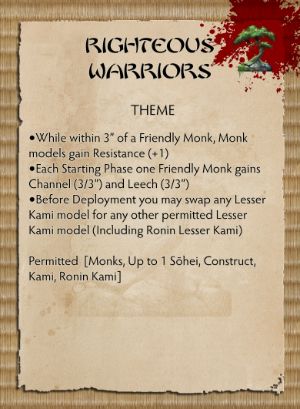 RIGHTEOUS
WARRIORS
THEME
•While within 3" of a Friendly Monk, Monk
models gain Resistance (+1)
•Each Starting Phase one Friendly Monk gains
Channel (3/3") and Leech (3/3")
•Before Deployment you may swap any Lesser
Kami model for any other permitted Lesser
Kami model (Including Ronin Lesser Kami)
Permitted [Monks, Up to 1 Sōhei, Construct,
Kami, Ronin Kami]